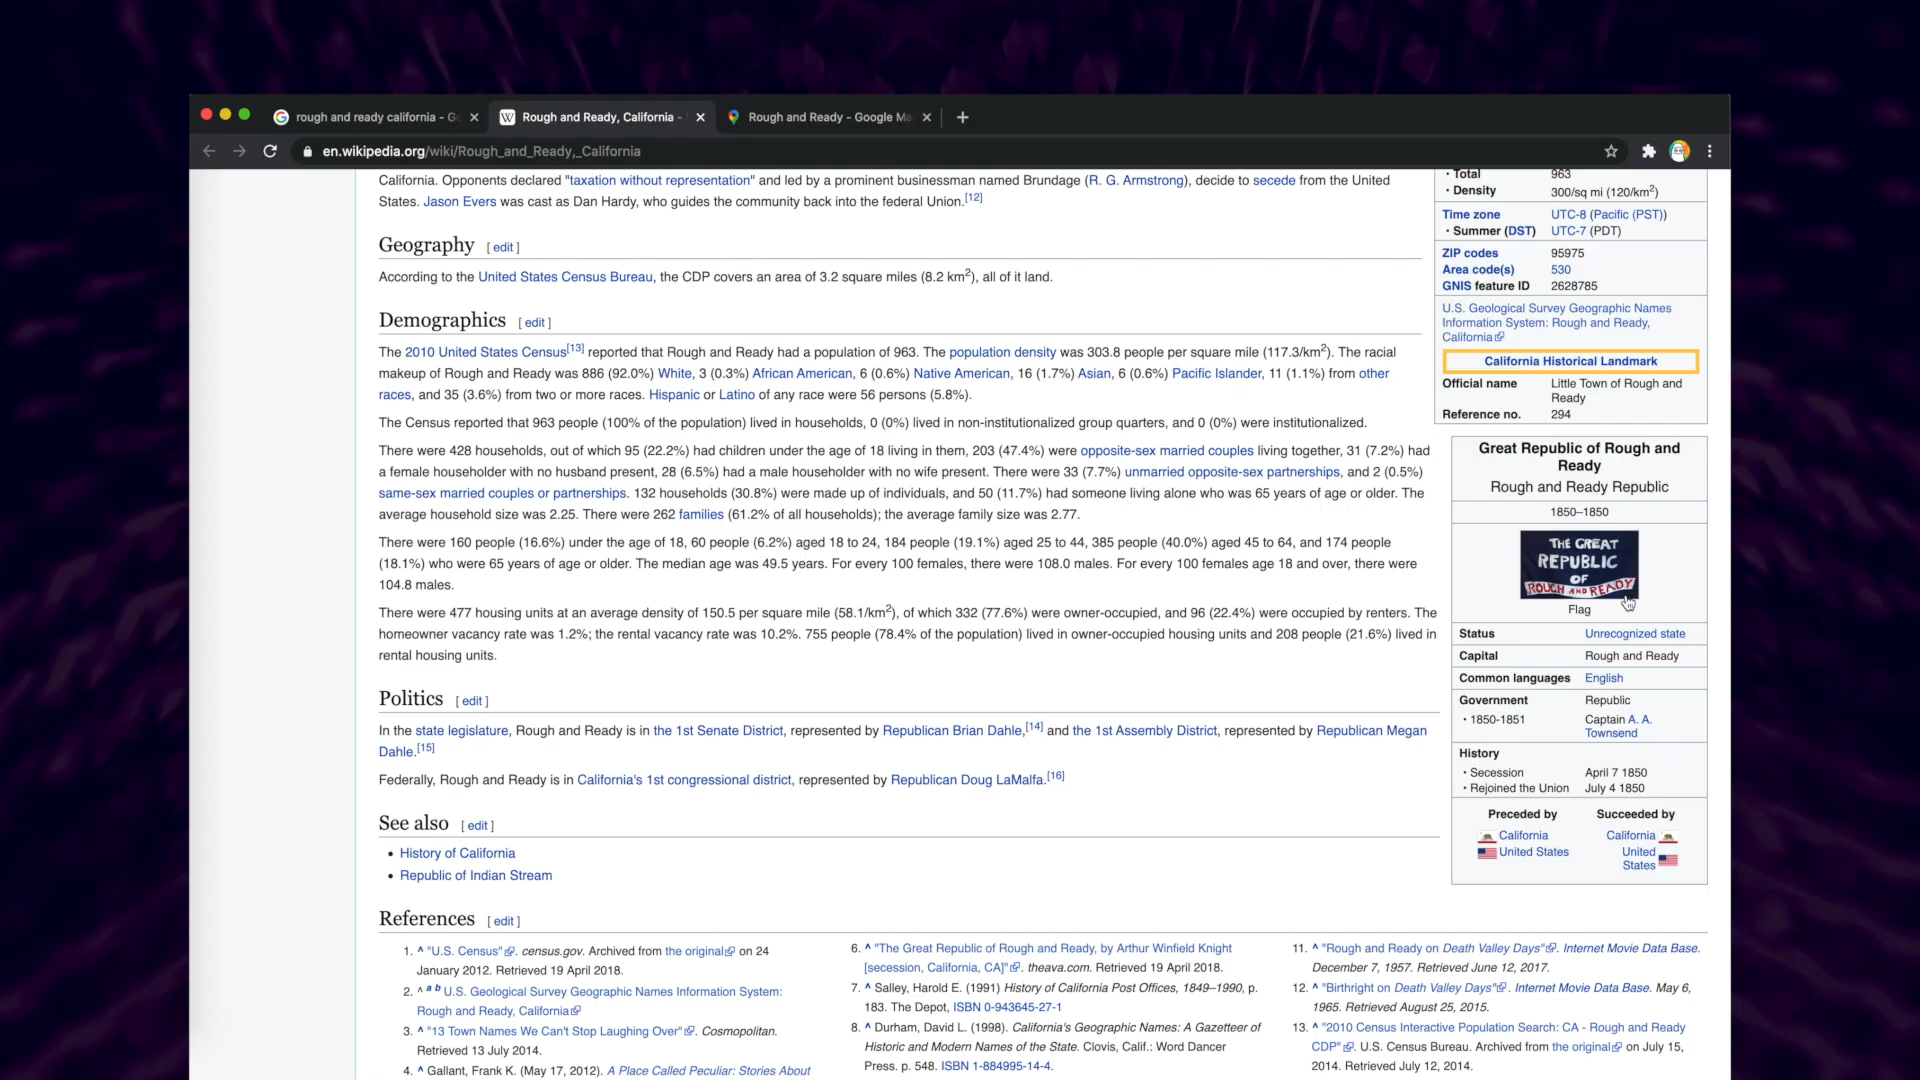 rough and ready california - Go
Rough and Ready, California -
Rough and Ready - Google Ma
en.wikipedia.org/wiki/Rough_and_Ready,_California
California. Opponents declared "taxation without representation" and led by a prominent businessman named Brundage (R. G. Armstrong), decide to secede from the United
States. Jason Evers was cast as Dan Hardy, who guides the community back into the federal Union.[12]
Geography [ edit ]
According to the United States Census Bureau, the CDP covers an area of 3.2 square miles (8.2 km2), all of it land.
Demographics [ edit ]
The 2010 United States Census[13] reported that Rough and Ready had a population of 963. The population density was 303.8 people per square mile (117.3/km2). The racial
makeup of Rough and Ready was 886 (92.0%) White, 3 (0.3%) African American, 6 (0.6%) Native American, 16 (1.7%) Asian, 6 (0.6%) Pacific Islander, 11 (1.1%) from other
races, and 35 (3.6%) from two or more races. Hispanic or Latino of any race were 56 persons (5.8%).
The Census reported that 963 people (100% of the population) lived in households, 0 (0%) lived in non-institutionalized group quarters, and 0 (0%) were institutionalized.
There were 428 households, out of which 95 (22.2%) had children under the age of 18 living in them, 203 (47.4%) were opposite-sex married couples living together, 31 (7.2%) had
a female householder with no husband present, 28 (6.5%) had a male householder with no wife present. There were 33 (7.7%) unmarried opposite-sex partnerships, and 2 (0.5%)
same-sex married couples or partnerships. 132 households (30.8%) were made up of individuals, and 50 (11.7%) had someone living alone who was 65 years of age or older. The
average household size was 2.25. There were 262 families (61.2% of all households); the average family size was 2.77.
There were 160 people (16.6%) under the age of 18, 60 people (6.2%) aged 18 to 24, 184 people (19.1%) aged 25 to 44, 385 people (40.0%) aged 45 to 64, and 174 people
(18.1%) who were 65 years of age or older. The median age was 49.5 years. For every 100 females, there were 108.0 males. For every 100 females age 18 and over, there were
104.8 males.
There were 477 housing units at an average density of 150.5 per square mile (58.1/km2), of which 332 (77.6%) were owner-occupied, and 96 (22.4%) were occupied by renters. The
homeowner vacancy rate was 1.2%; the rental vacancy rate was 10.2%. 755 people (78.4% of the population) lived in owner-occupied housing units and 208 people (21.6%) lived in
rental housing units.
Politics [ edit ]
In the state legislature, Rough and Ready is in the 1st Senate District, represented by Republican Brian Dahle,[14] and the 1st Assembly District, represented by Republican Megan
Dahle.[15]
Federally, Rough and Ready is in California's 1st congressional district, represented by Republican Doug LaMalfa.[16]
See also [ edit ]
• History of California
• Republic of Indian Stream
References [ edit ]
1. ^ "U.S. Census". census.gov. Archived from the original on 24
January 2012. Retrieved 19 April 2018.
2. ^ a b U.S. Geological Survey Geographic Names Information System:
Rough and Ready, California
3. ^ "13 Town Names We Can't Stop Laughing Over". Cosmopolitan.
Retrieved 13 July 2014.
4. ^ Gallant, Frank K. (May 17, 2012). A Place Called Peculiar: Stories About
6. ^ "The Great Republic of Rough and Ready, by Arthur Winfield Knight
[secession, California, CA]". theava.com. Retrieved 19 April 2018.
7. ^ Salley, Harold E. (1991) History of California Post Offices, 1849–1990, p.
183. The Depot, ISBN 0-943645-27-1
8. ^ Durham, David L. (1998). California's Geographic Names: A Gazetteer of
Historic and Modern Names of the State. Clovis, Calif.: Word Dancer
Press. p. 548. ISBN 1-884995-14-4.
11. ^ "Rough and Ready on Death Valley Days". Internet Movie Data Base.
December 7, 1957. Retrieved June 12, 2017.
12. ^ "Birthright on Death Valley Days". Internet Movie Data Base. May 6,
1965. Retrieved August 25, 2015.
13. ^ "2010 Census Interactive Population Search: CA - Rough and Ready
CDP". U.S. Census Bureau. Archived from the original on July 15,
2014. Retrieved July 12, 2014.
• Total 963
• Density 300/sq mi (120/km2)
Time zone UTC-8 (Pacific (PST))
• Summer (DST) UTC-7 (PDT)
ZIP codes 95975
Area code(s) 530
GNIS feature ID 2628785
U.S. Geological Survey Geographic Names
Information System: Rough and Ready,
California
California Historical Landmark
Official name Little Town of Rough and
Ready
Reference no. 294
Great Republic of Rough and
Ready
Rough and Ready Republic
1850–1850
THE GREAT
REPUBLIC
OF
ROUGH AND READY
Flag
Status Unrecognized state
Capital Rough and Ready
Common languages English
Government Republic
• 1850-1851 Captain A. A.
Townsend
History
• Secession April 7 1850
• Rejoined the Union July 4 1850
Preceded by Succeeded by
California California
United States United
States